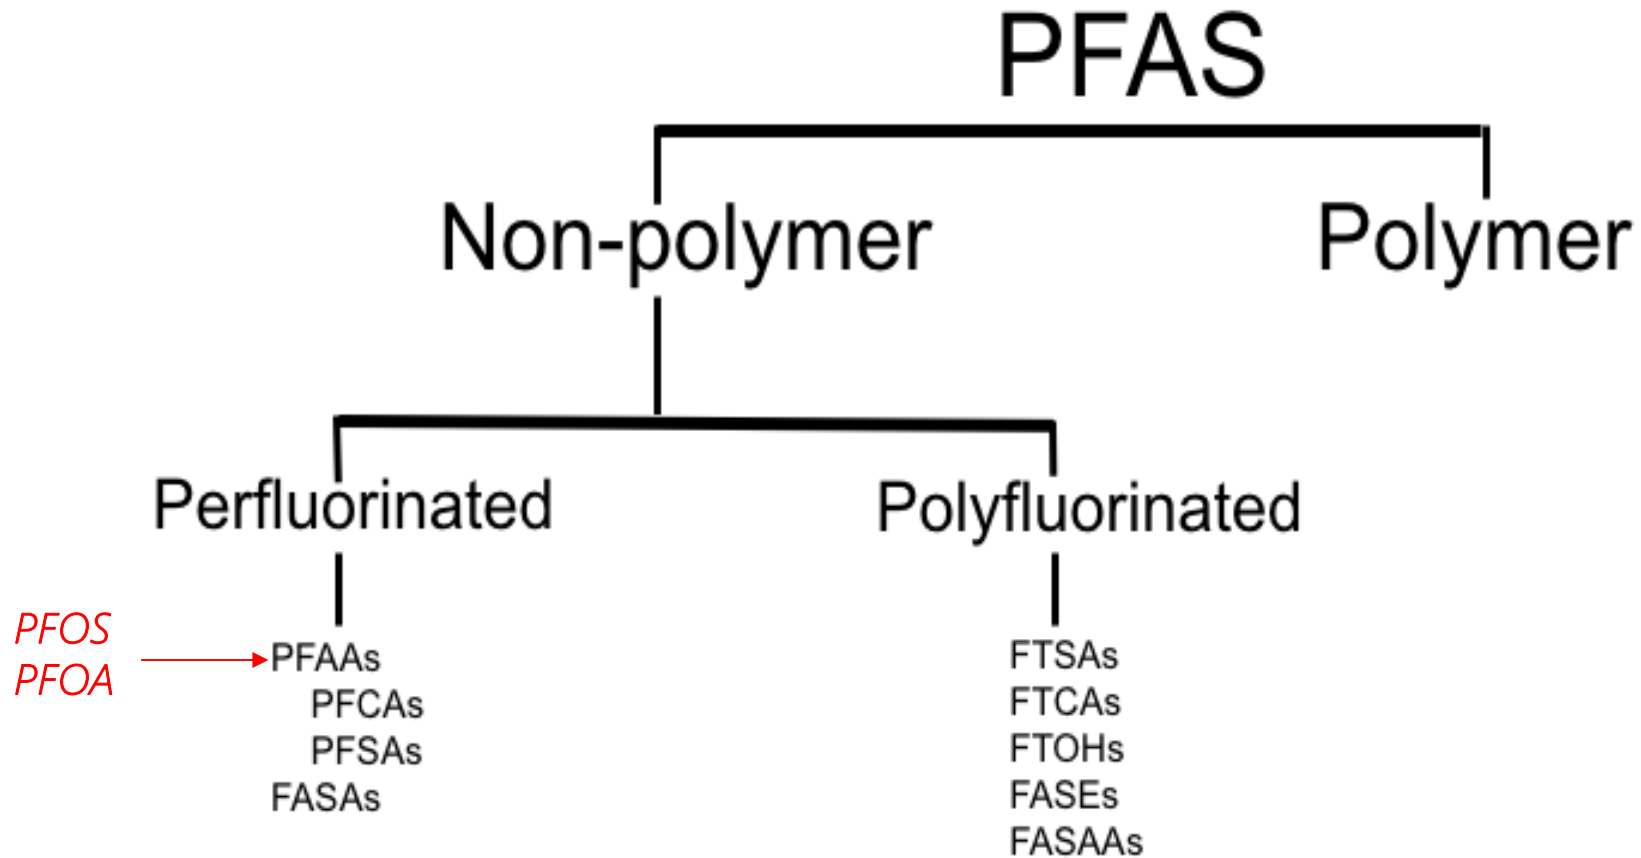 PFAS
Non-polymer
Polymer
Perfluorinated
Polyfluorinated
PFOS
PFOA
PFAAs
PFCAs
PFSAs
FASAs
FTSAs
FTCAs
FTOHs
FASEs
FASAAs